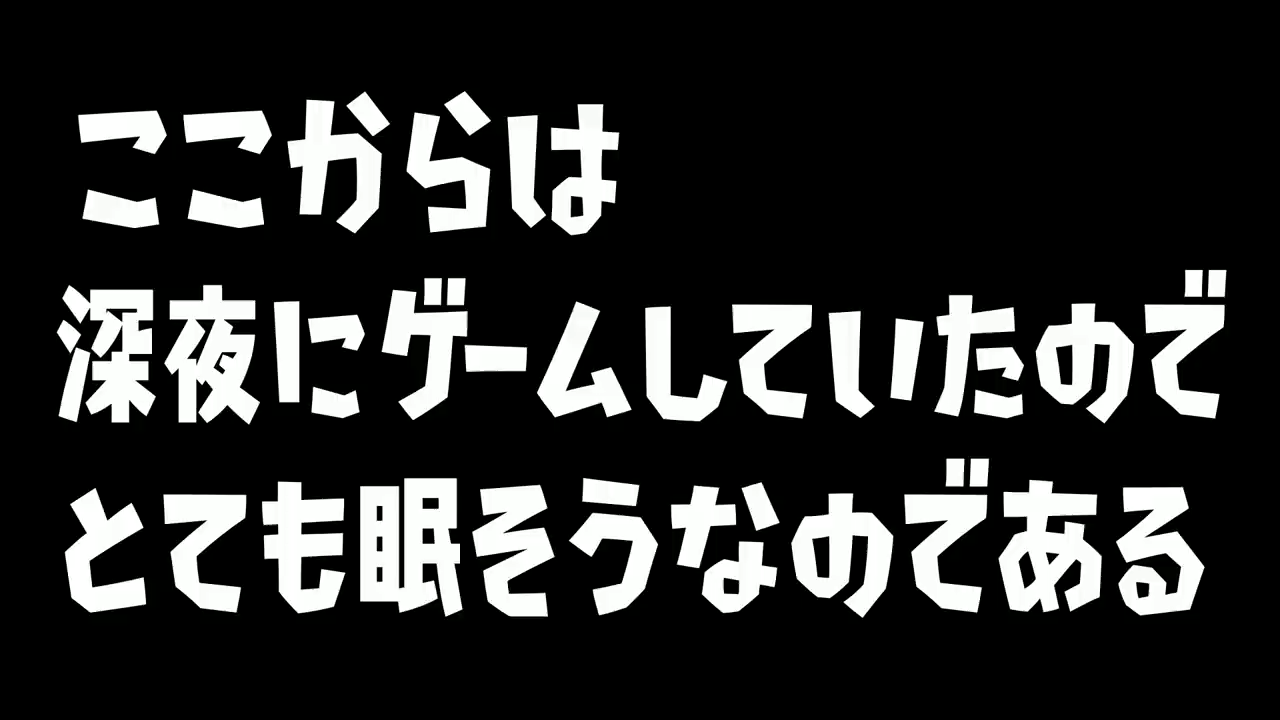 ここからは
深夜にゲームしていたので
とても眠そうなのである